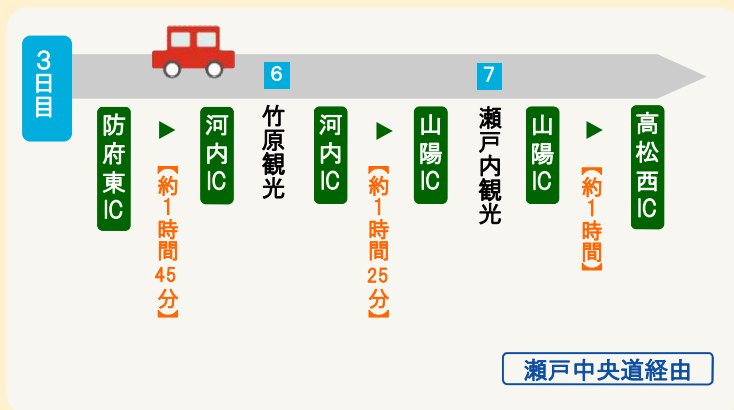 3日目
6
7
防府東IC
【約1時間45分】
河内IC
竹原観光
河内IC
【約1時間25分】
山陽IC
瀬戸内観光
山陽IC
【約1時間】
高松西IC
瀬戸中央道経由